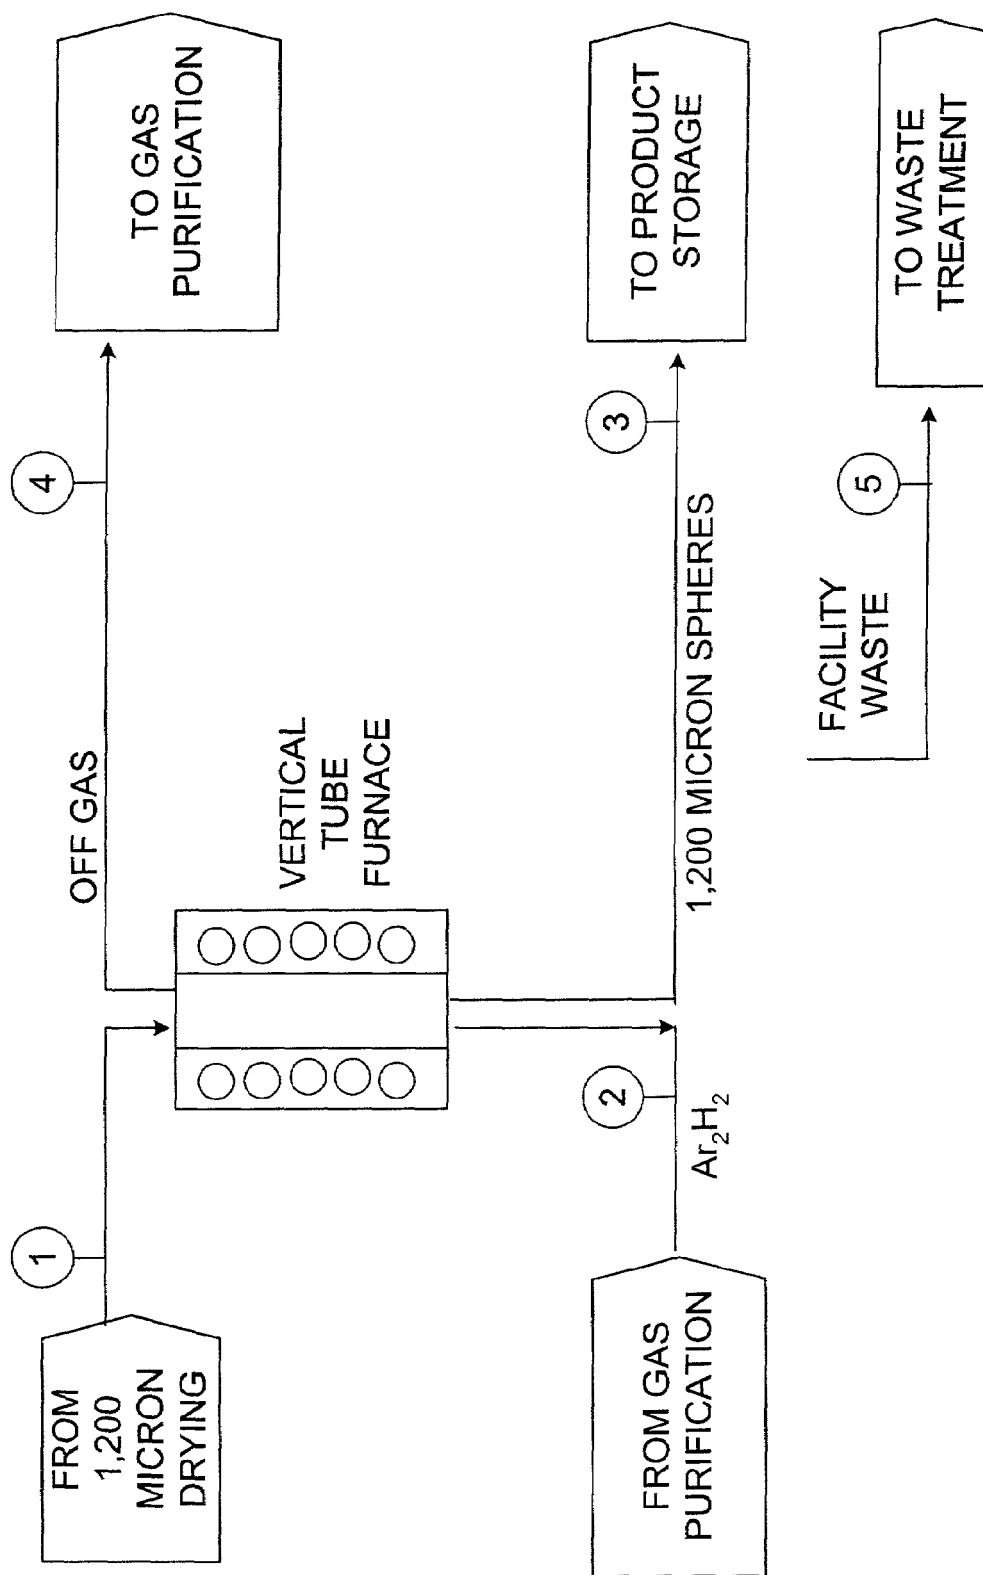 FROM
1,200
MICRON
DRYING
1
OFF GAS
4
TO GAS
PURIFICATION
VERTICAL
TUBE
FURNACE
FROM GAS
PURIFICATION
2
Ar₂H₂
1,200 MICRON SPHERES
3
TO PRODUCT
STORAGE
FACILITY
WASTE
5
TO WASTE
TREATMENT